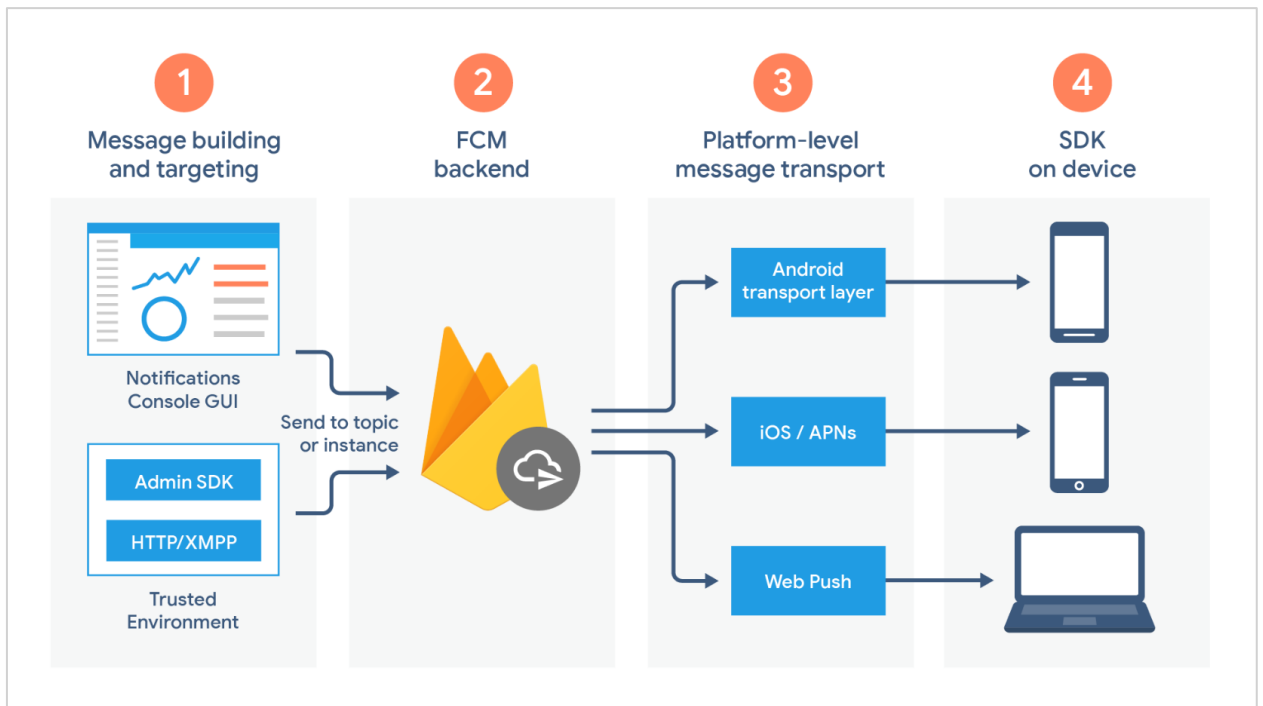 1
Message building
and targeting
2
FCM
backend
3
Platform-level
message transport
4
SDK
on device
Notifications
Console GUI
Send to topic
or instance
Admin SDK
HTTP/XMPP
Trusted
Environment
Android
transport layer
iOS / APNs
Web Push